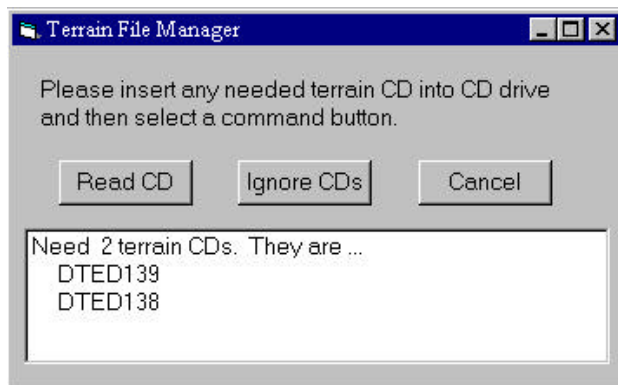 Terrain File Manager
Please insert any needed terrain CD into CD drive
and then select a command button.
Read CD
Ignore CDs
Cancel
Need  2 terrain CDs.  They are ...
DTED139
DTED138